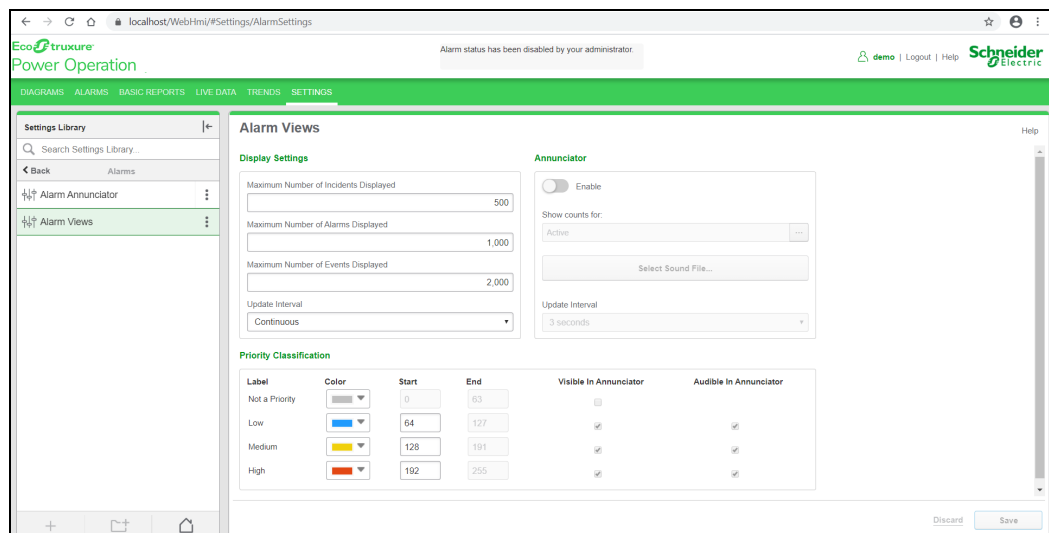 localhost/WebHmi/#Settings/AlarmSettings
EcoStruxure
Power Operation
Alarm status has been disabled by your administrator.
demo | Logout | Help
Schneider Electric
DIAGRAMS ALARMS BASIC REPORTS LIVE DATA TRENDS SETTINGS
Settings Library
Search Settings Library...
Back Alarms
Alarm Annunciator
Alarm Views
Alarm Views
Help
Display Settings
Maximum Number of Incidents Displayed
500
Maximum Number of Alarms Displayed
1,000
Maximum Number of Events Displayed
2,000
Update Interval
Continuous
Annunciator
Enable
Show counts for:
Active ...
Select Sound File...
Update Interval
3 seconds
Priority Classification
Label Color Start End Visible In Annunciator Audible In Annunciator
Not a Priority 0 63
Low 64 127
Medium 128 191
High 192 255
Discard Save